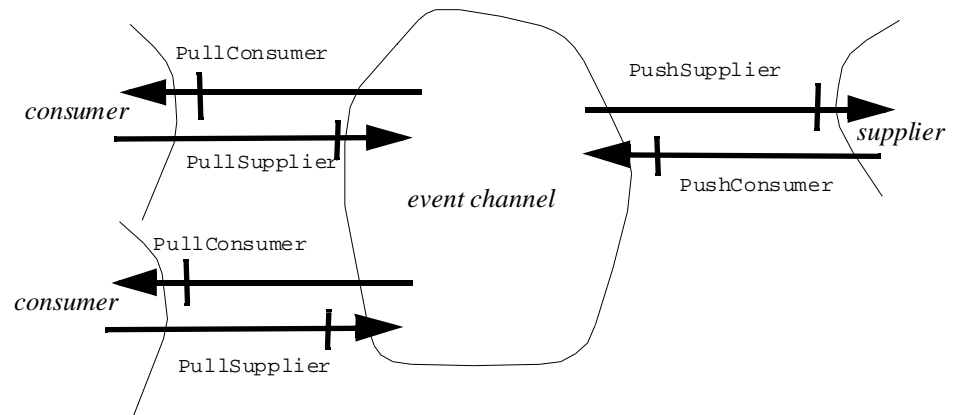 PullConsumer
consumer
PullSupplier
PushSupplier
supplier
PushConsumer
event channel
PullConsumer
consumer
PullSupplier